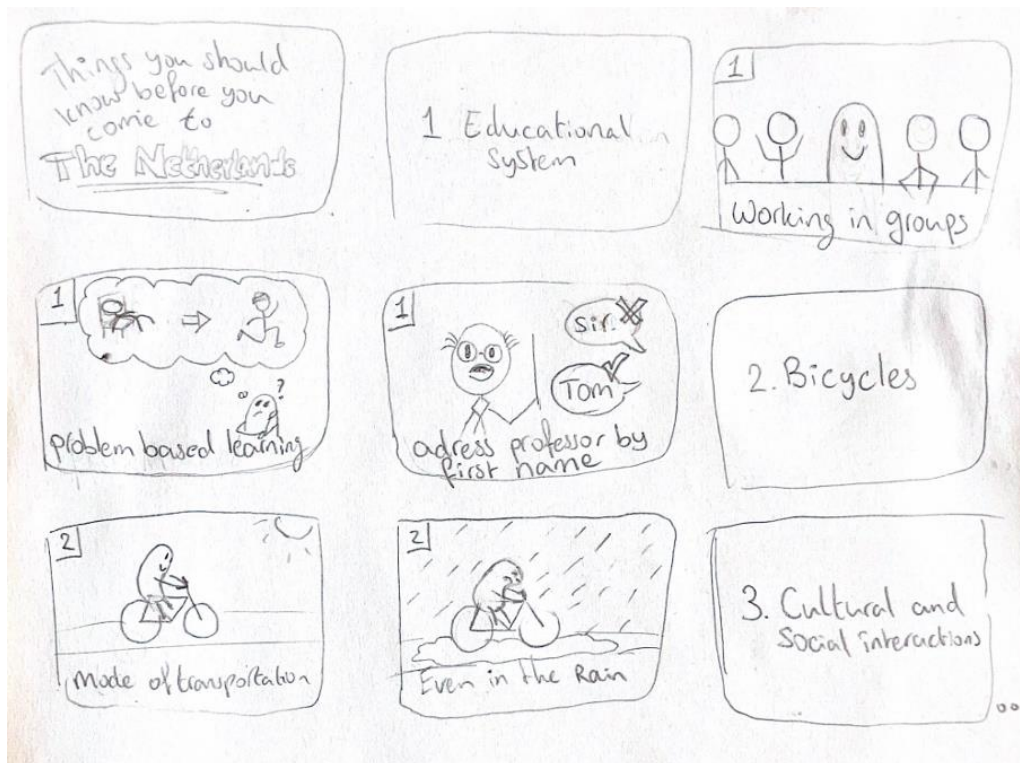 Things you should
know before you
come to
The Netherlands
1 Educational
System
1
Working in groups
1
?
problem based learning
1
sir.
Tom
adress professor by
first name
2. Bicycles
2
Mode of transportation
2
Even in the Rain
3. Cultural and
Social interactions